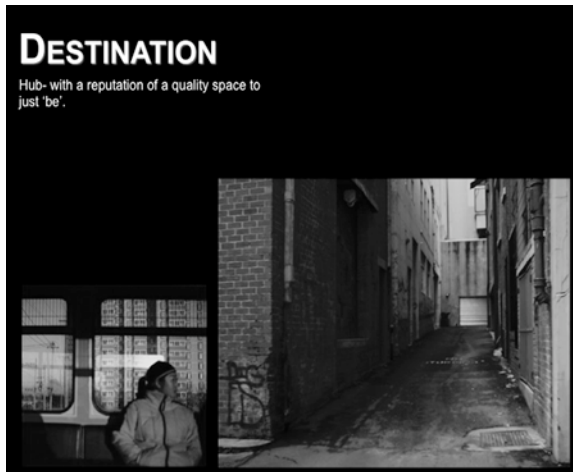 DESTINATION
Hub- with a reputation of a quality space to
just 'be'.